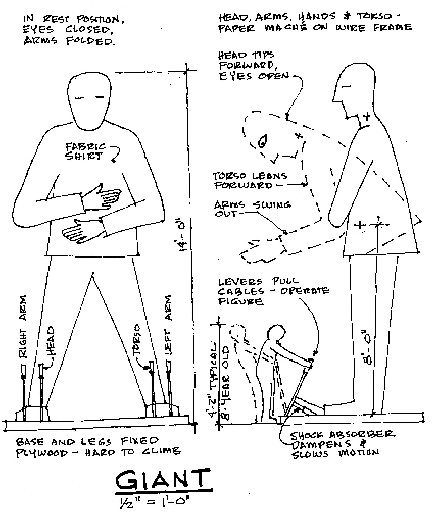 IN REST POSITION,
EYES CLOSED,
ARMS FOLDED.
HEAD, ARMS, HANDS & TORSO -
PAPER MACHE ON WIRE FRAME
HEAD TIPS
FORWARD,
EYES OPEN
FABRIC
SHIRT
TORSO LEANS
FORWARD
ARMS SWING
OUT
14'-0"
LEVERS PULL
CABLES - OPERATE
FIGURE
RIGHT ARM
HEAD
TORSO
LEFT ARM
4'-2" TYPICAL
8-YEAR OLD
8'-0"
BASE AND LEGS FIXED
PLYWOOD - HARD TO CLIMB
SHOCK ABSORBER
DAMPENS &
SLOWS MOTION
GIANT
1/2" = 1'-0"